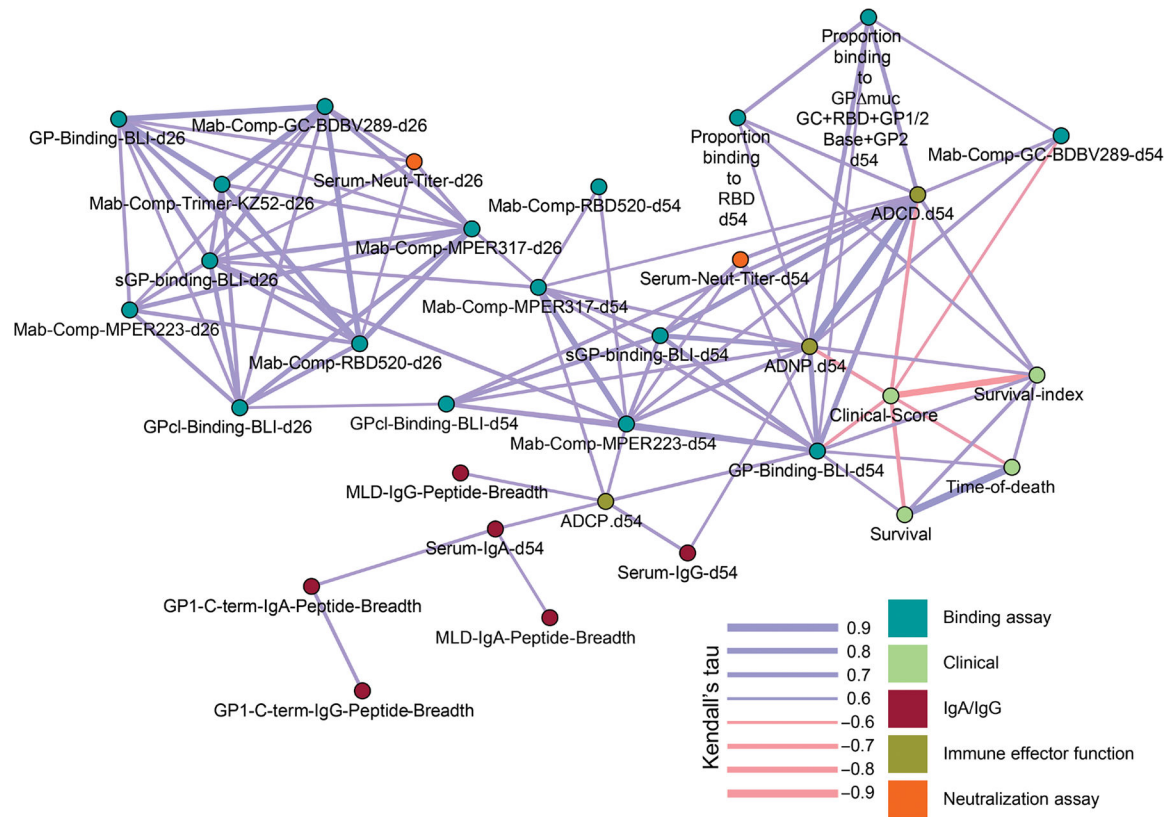 Proportion
binding
to
GPΔmuc
GC+RBD+GP1/2
Base+GP2
d54
GP-Binding-BLI-d26
Mab-Comp-GC-BDBV289-d26
Proportion
binding
to
RBD
d54
Mab-Comp-GC-BDBV289-d54
Serum-Neut-Titer-d26
Mab-Comp-Trimer-KZ52-d26
Mab-Comp-RBD520-d54
ADCD.d54
Mab-Comp-MPER317-d26
sGP-binding-BLI-d26
Serum-Neut-Titer-d54
Mab-Comp-MPER317-d54
Mab-Comp-MPER223-d26
Mab-Comp-RBD520-d26
sGP-binding-BLI-d54
ADNP.d54
Survival-index
Clinical-Score
GPcl-Binding-BLI-d26
GPcl-Binding-BLI-d54
Mab-Comp-MPER223-d54
GP-Binding-BLI-d54
Time-of-death
MLD-IgG-Peptide-Breadth
ADCP.d54
Survival
Serum-IgA-d54
Serum-IgG-d54
GP1-C-term-IgA-Peptide-Breadth
MLD-IgA-Peptide-Breadth
GP1-C-term-IgG-Peptide-Breadth
Kendall's tau
0.9
0.8
0.7
0.6
−0.6
−0.7
−0.8
−0.9
Binding assay
Clinical
IgA/IgG
Immune effector function
Neutralization assay